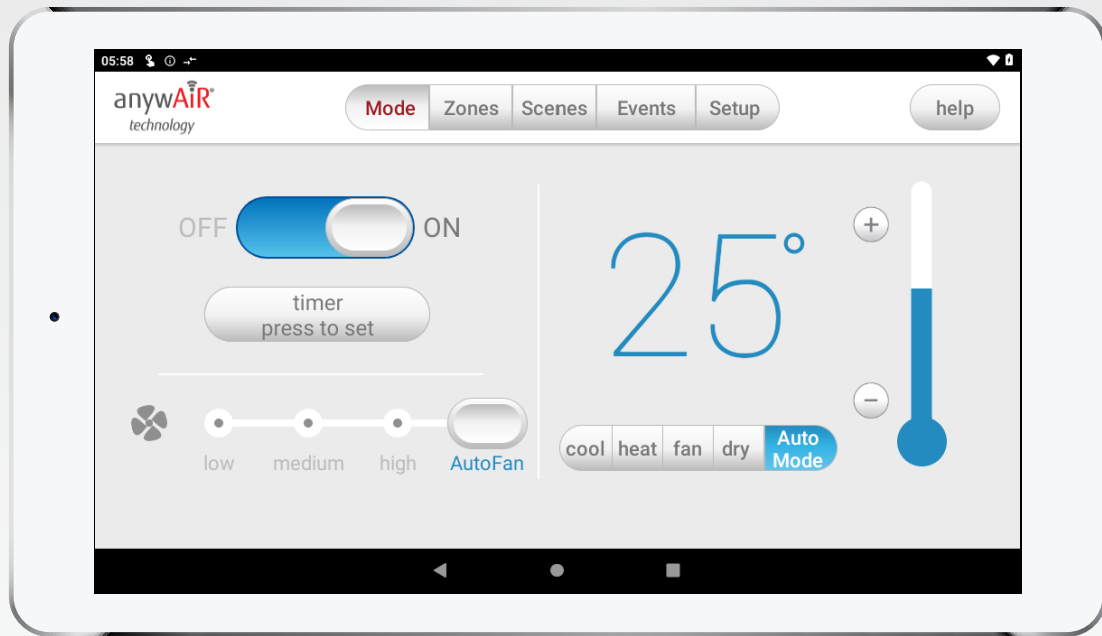 05:58
anywAiR®
technology
Mode Zones Scenes Events Setup
help
OFF ON
timer
press to set
low medium high AutoFan
25°
+
−
cool heat fan dry Auto
Mode